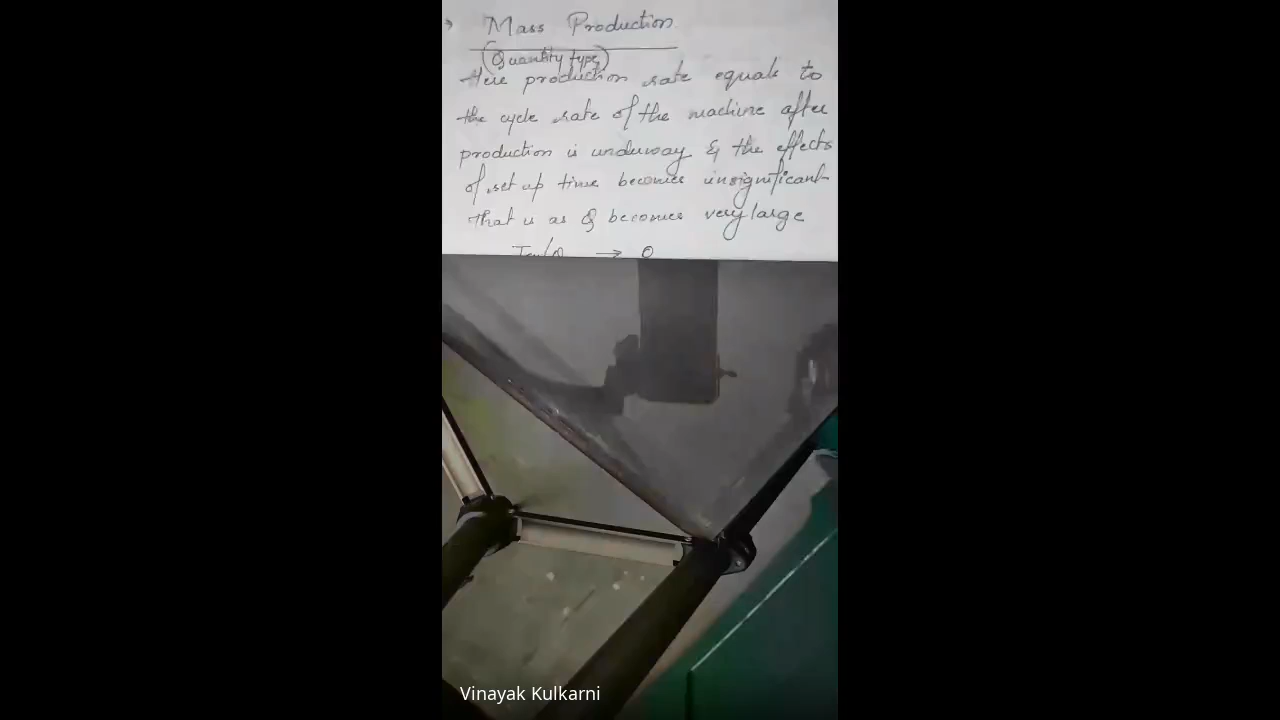 Mass Production
(Quantity type)
Here production rate equals to
the cycle rate of the machine after
production is underway & the effects
of set up time becomes insignificant
That is as Q becomes very large
→ 0
Vinayak Kulkarni